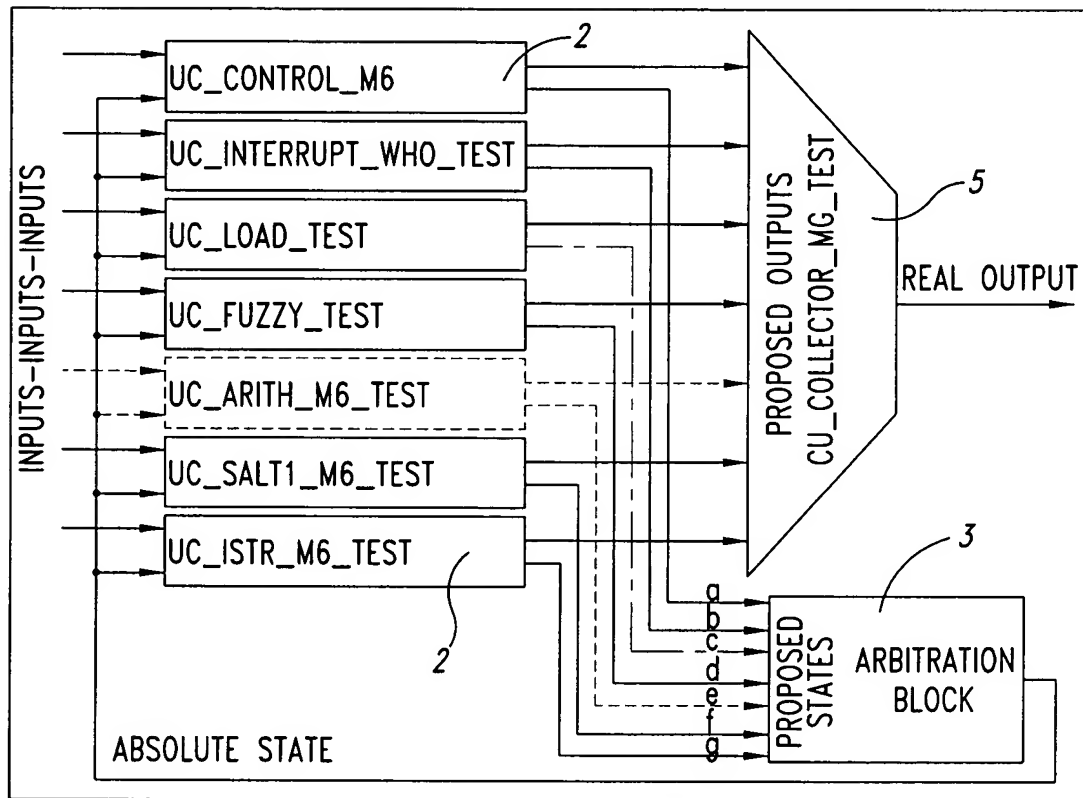 INPUTS-INPUTS-INPUTS
UC_CONTROL_M6
2
UC_INTERRUPT_WHO_TEST
UC_LOAD_TEST
UC_FUZZY_TEST
UC_ARITH_M6_TEST
UC_SALT1_M6_TEST
UC_ISTR_M6_TEST
2
PROPOSED OUTPUTS
CU_COLLECTOR_MG_TEST
5
REAL OUTPUT
a
b
c
d
e
f
g
PROPOSED
STATES
3
ARBITRATION
BLOCK
ABSOLUTE STATE